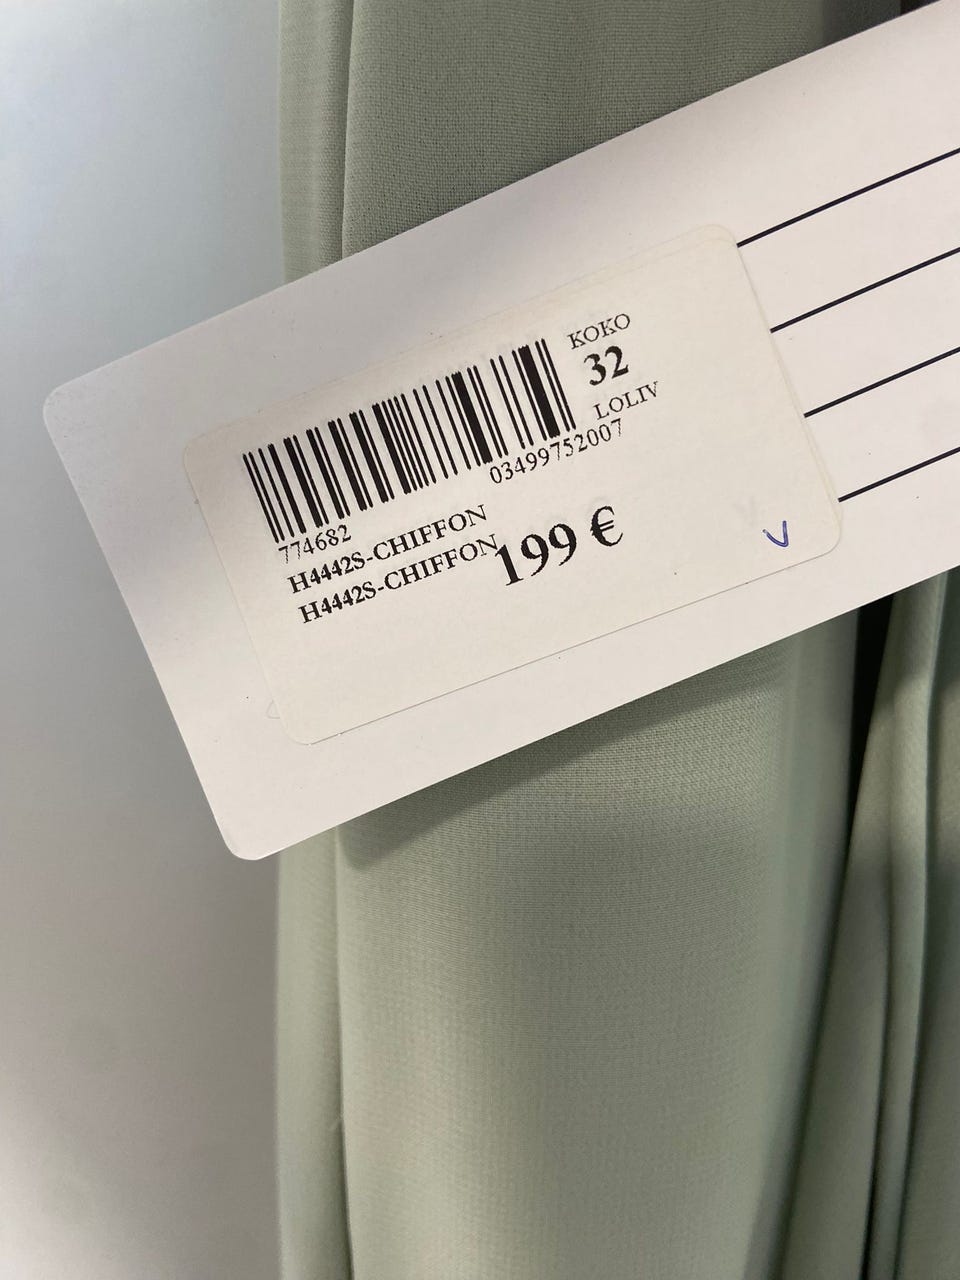 KOKO
32
LOLIV
03499752007
774682
H4442S-CHIFFON
H4442S-CHIFFON
199 €
V